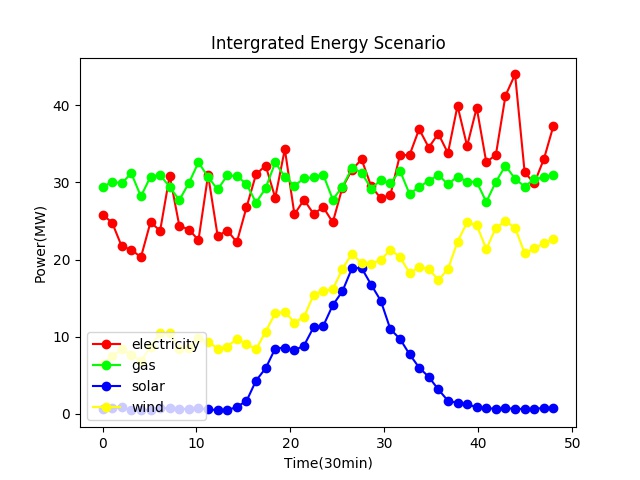 Intergrated Energy Scenario
Power(MW)
40
30
20
10
0
electricity
gas
solar
wind
0 10 20 30 40 50
Time(30min)